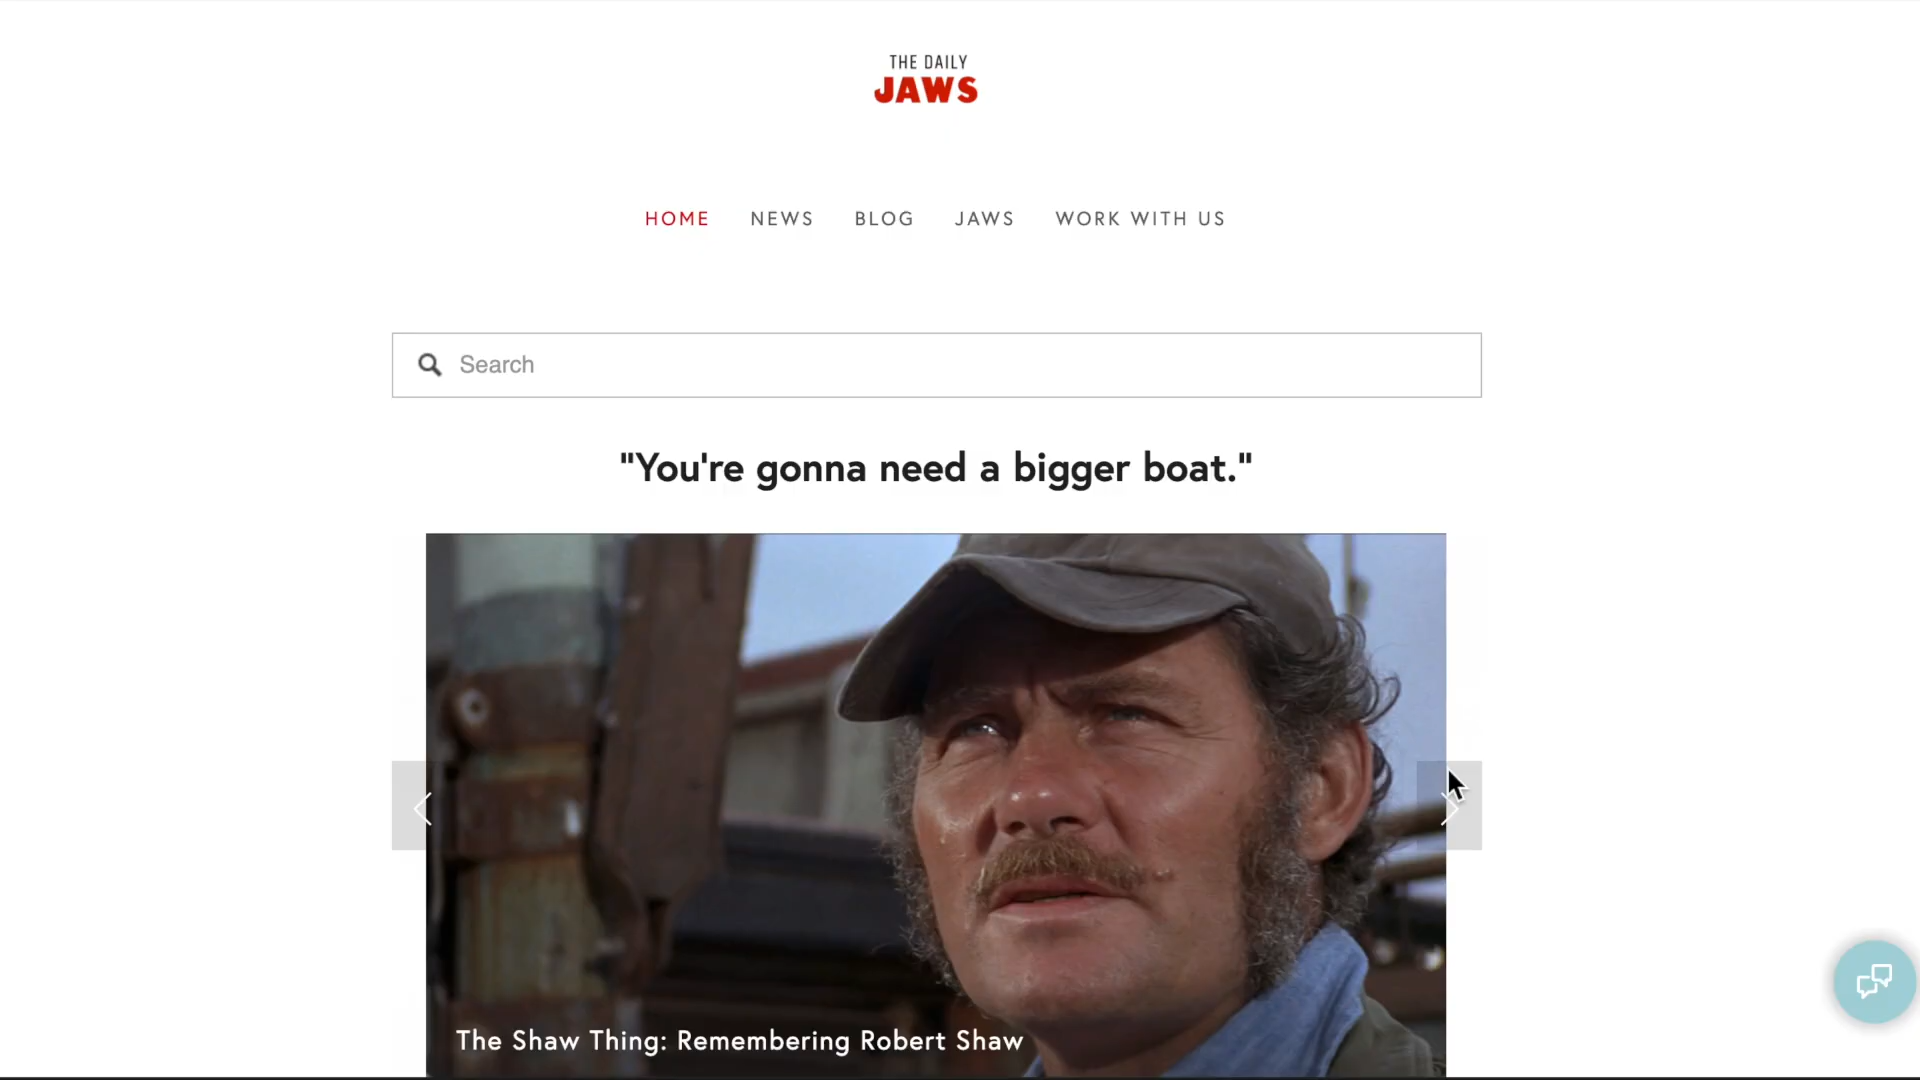 THE DAILY
JAWS
HOME NEWS BLOG JAWS WORK WITH US
Search
"You're gonna need a bigger boat."
The Shaw Thing: Remembering Robert Shaw